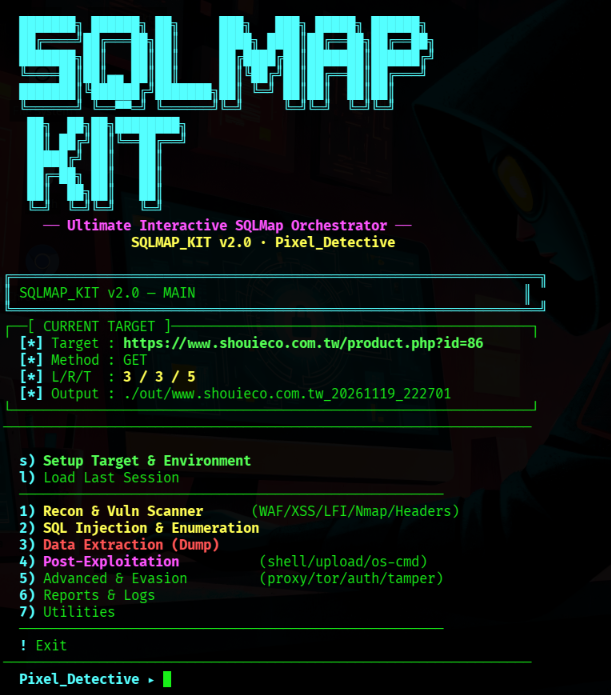 SQLMAP
KIT
── Ultimate Interactive SQLMap Orchestrator ──
SQLMAP_KIT v2.0 · Pixel_Detective
SQLMAP_KIT v2.0 — MAIN
[ CURRENT TARGET ]
[*] Target : https://www.shouieco.com.tw/product.php?id=86
[*] Method : GET
[*] L/R/T : 3 / 3 / 5
[*] Output : ./out/www.shouieco.com.tw_20261119_222701
s) Setup Target & Environment
l) Load Last Session
1) Recon & Vuln Scanner (WAF/XSS/LFI/Nmap/Headers)
2) SQL Injection & Enumeration
3) Data Extraction (Dump)
4) Post-Exploitation (shell/upload/os-cmd)
5) Advanced & Evasion (proxy/tor/auth/tamper)
6) Reports & Logs
7) Utilities
! Exit
Pixel_Detective ▸